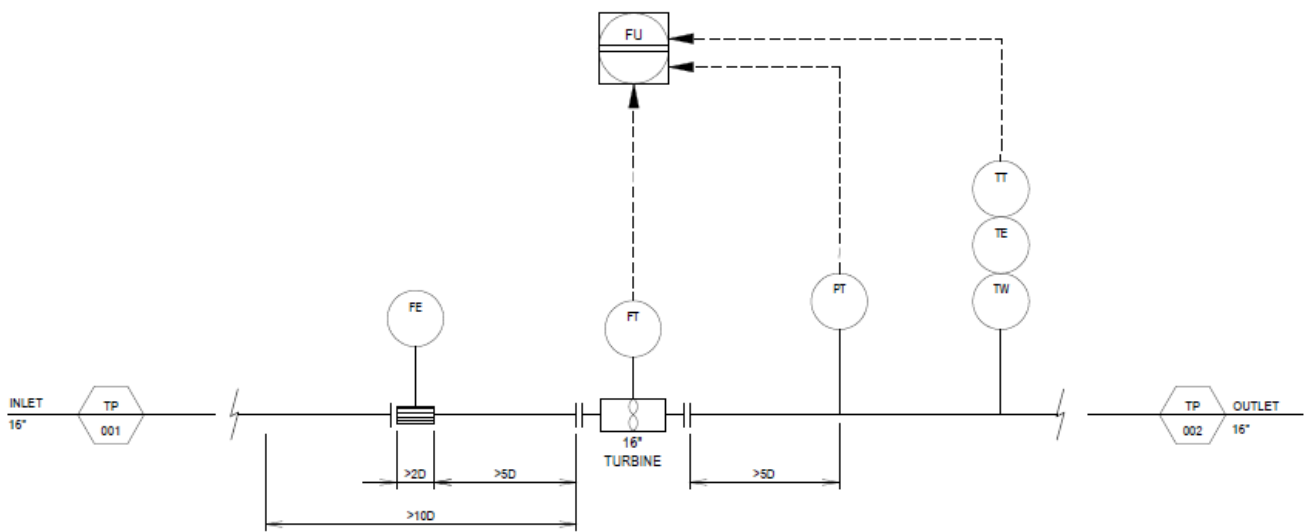 FU
TT
TE
TW
PT
FE
FT
INLET
16"
TP
001
TP
002
OUTLET
16"
16"
TURBINE
>2D
>5D
>5D
>10D